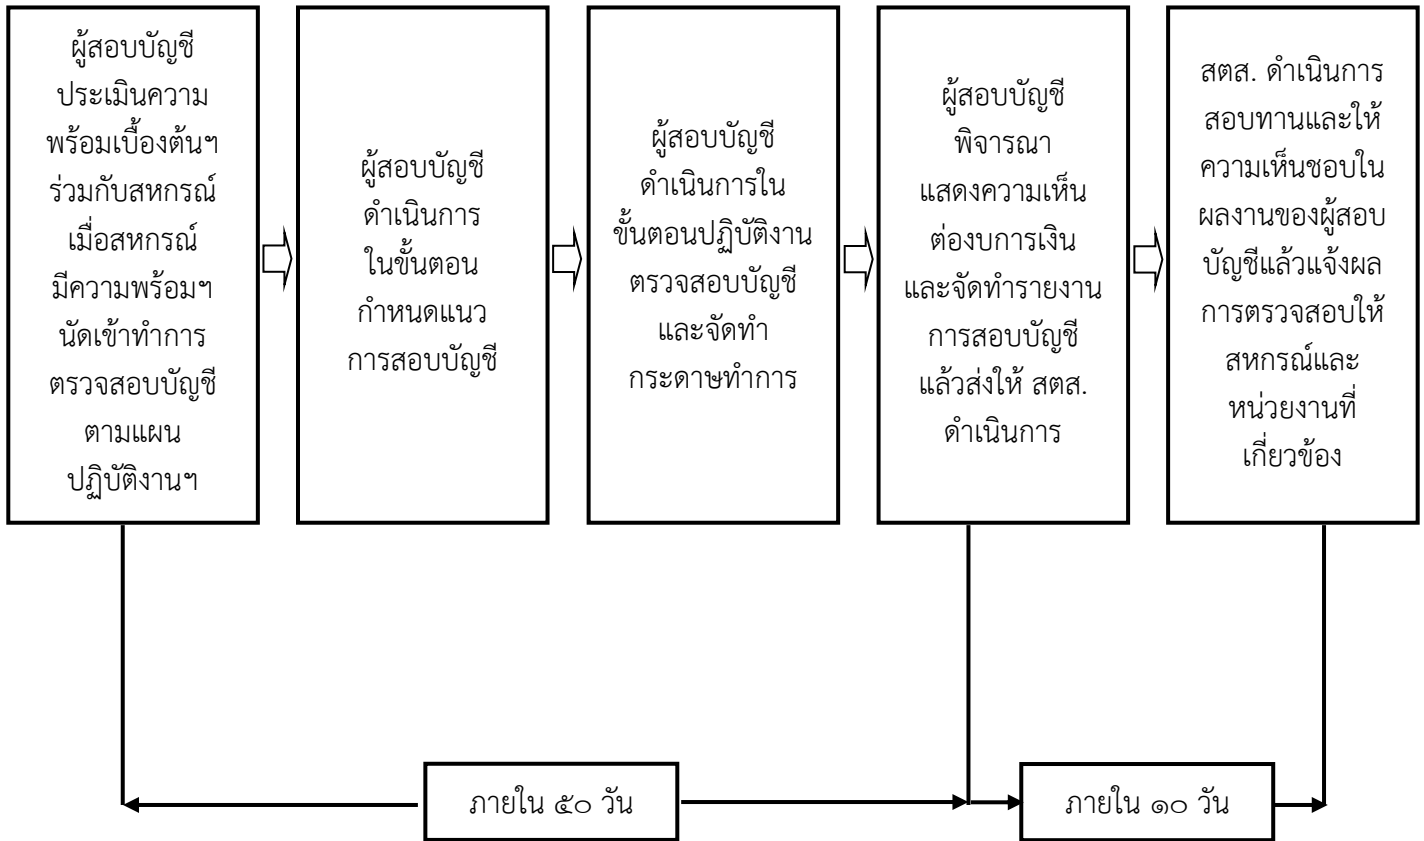 ผู้สอบบัญชี
ประเมินความ
พร้อมเบื้องต้นฯ
ร่วมกับสหกรณ์
เมื่อสหกรณ์
มีความพร้อมฯ
นัดเข้าทำการ
ตรวจสอบบัญชี
ตามแผน
ปฏิบัติงานฯ
ผู้สอบบัญชี
ดำเนินการ
ในขั้นตอน
กำหนดแนว
การสอบบัญชี
ผู้สอบบัญชี
ดำเนินการใน
ขั้นตอนปฏิบัติงาน
ตรวจสอบบัญชี
และจัดทำ
กระดาษทำการ
ผู้สอบบัญชี
พิจารณา
แสดงความเห็น
ต่องบการเงิน
และจัดทำรายงาน
การสอบบัญชี
แล้วส่งให้ สตส.
ดำเนินการ
สตส. ดำเนินการ
สอบทานและให้
ความเห็นชอบใน
ผลงานของผู้สอบ
บัญชีแล้วแจ้งผล
การตรวจสอบให้
สหกรณ์และ
หน่วยงานที่
เกี่ยวข้อง
ภายใน ๕๐ วัน
ภายใน ๑๐ วัน